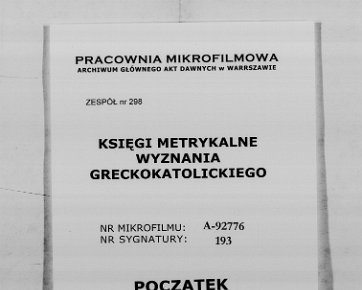 PRACOWNIA MIKROFILMOWA
ARCHIWUM GŁÓWNEGO AKT DAWNYCH w WARRSZAWIE
ZESPÓŁ nr 298
KSIĘGI METRYKALNE
WYZNANIA
GRECKOKATOLICKIEGO
NR MIKROFILMU: A-92776
NR SYGNATURY: 193
POCZĄTEK